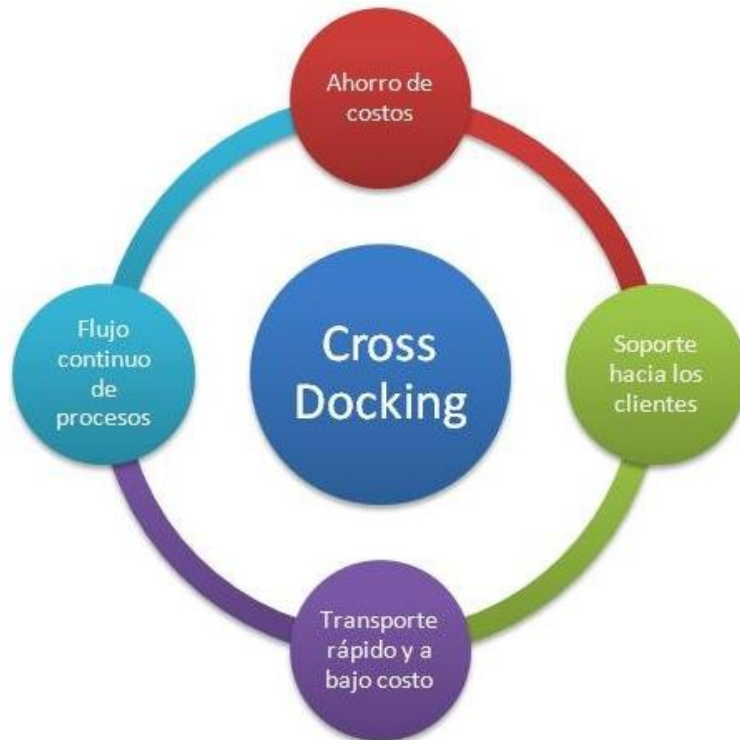 Ahorro de
costos
Flujo
continuo
de
procesos
Cross
Docking
Soporte
hacia los
clientes
Transporte
rápido y a
bajo costo